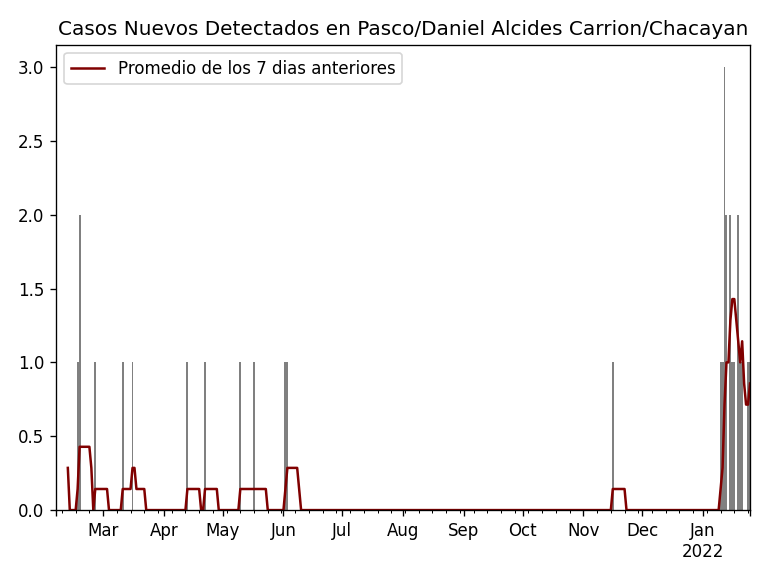 Casos Nuevos Detectados en Pasco/Daniel Alcides Carrion/Chacayan
Promedio de los 7 dias anteriores
3.0
2.5
2.0
1.5
1.0
0.5
0.0
Mar Apr May Jun Jul Aug Sep Oct Nov Dec Jan
2022